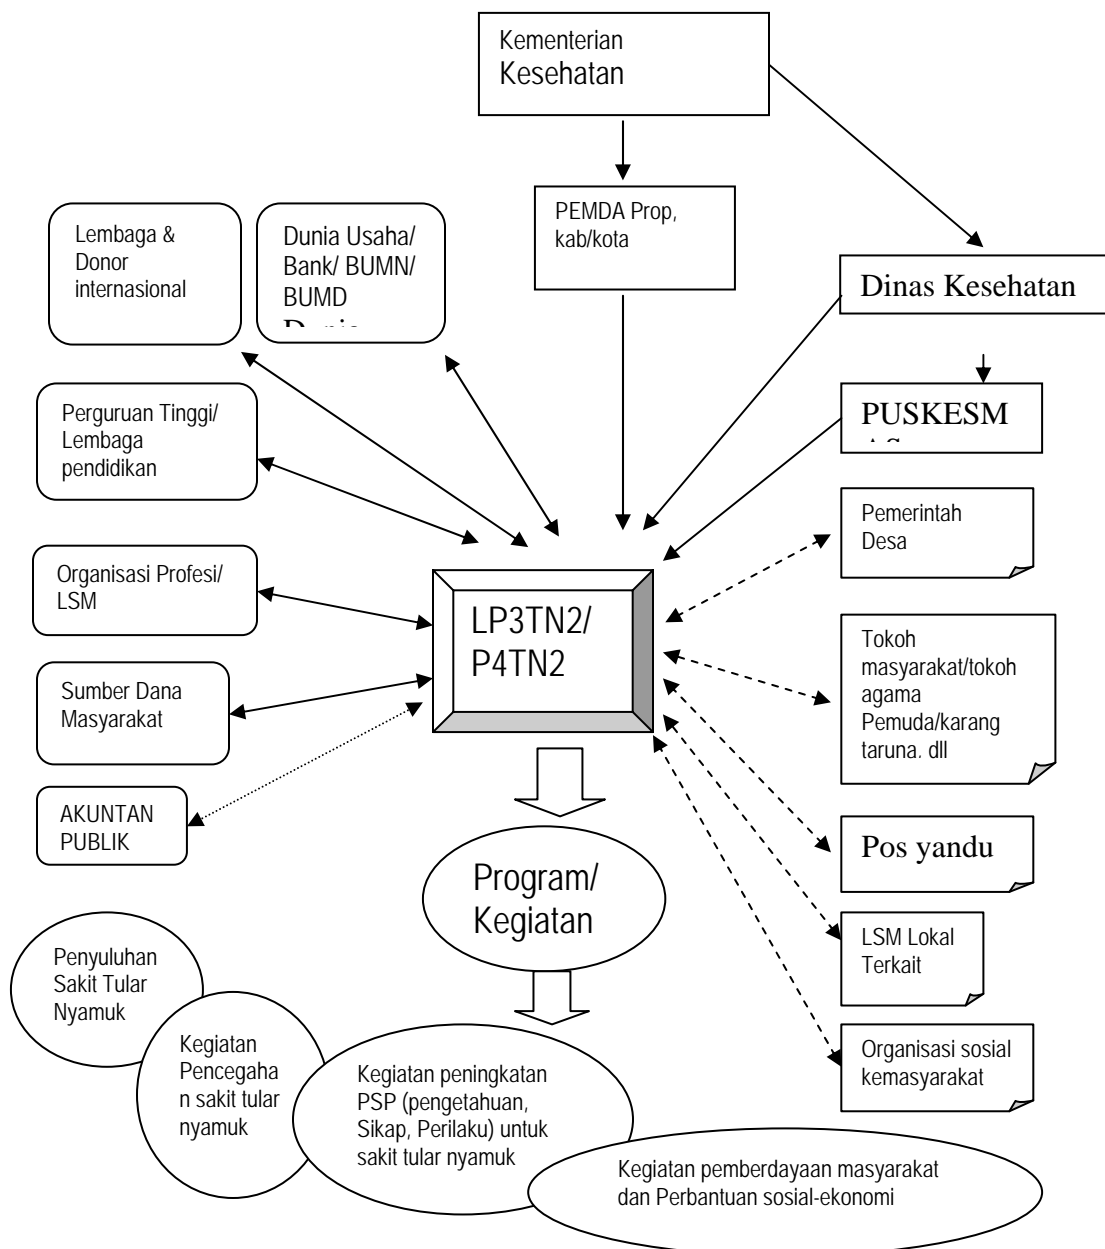 Kementerian
Kesehatan
PEMDA Prop,
kab/kota
Lembaga &
Donor
internasional
Dunia Usaha/
Bank/ BUMN/
BUMD
Dinas Kesehatan
Perguruan Tinggi/
Lembaga
pendidikan
PUSKESM
Pemerintah
Desa
Organisasi Profesi/
LSM
LP3TN2/
P4TN2
Tokoh
masyarakat/tokoh
agama
Pemuda/karang
taruna. dll
Sumber Dana
Masyarakat
AKUNTAN
PUBLIK
Pos yandu
Program/
Kegiatan
LSM Lokal
Terkait
Penyuluhan
Sakit Tular
Nyamuk
Organisasi sosial
kemasyarakat
Kegiatan
Pencegaha
n sakit tular
nyamuk
Kegiatan peningkatan
PSP (pengetahuan,
Sikap, Perilaku) untuk
sakit tular nyamuk
Kegiatan pemberdayaan masyarakat
dan Perbantuan sosial-ekonomi